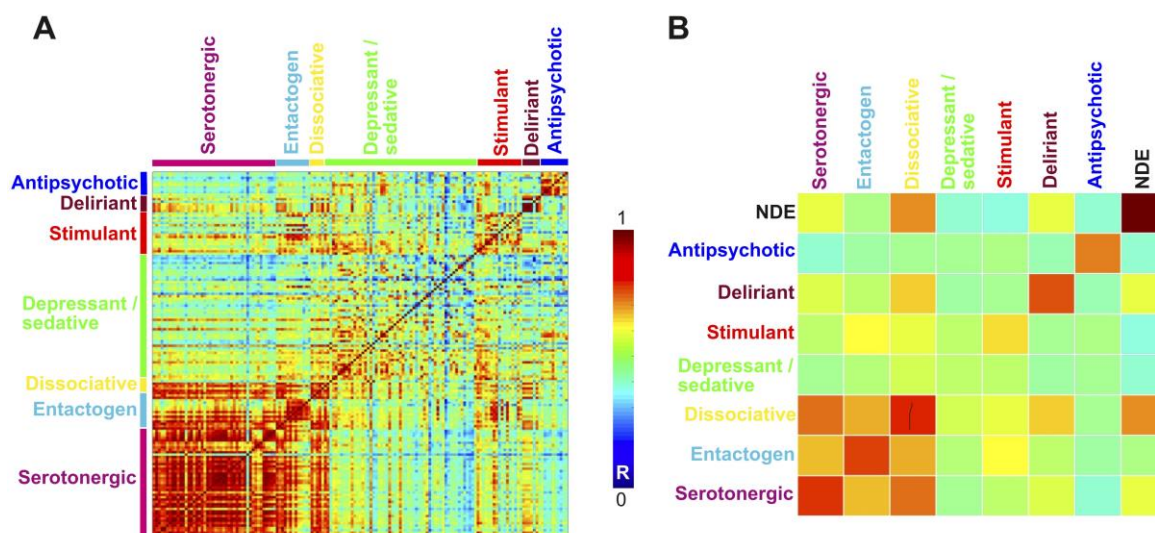 A
Serotonergic
Entactogen
Dissociative
Depressant /
sedative
Stimulant
Deliriant
Antipsychotic
Antipsychotic
Deliriant
Stimulant
Depressant /
sedative
Dissociative
Entactogen
Serotonergic
1
R
0
B
Serotonergic
Entactogen
Dissociative
Depressant /
sedative
Stimulant
Deliriant
Antipsychotic
NDE
NDE
Antipsychotic
Deliriant
Stimulant
Depressant /
sedative
Dissociative
Entactogen
Serotonergic